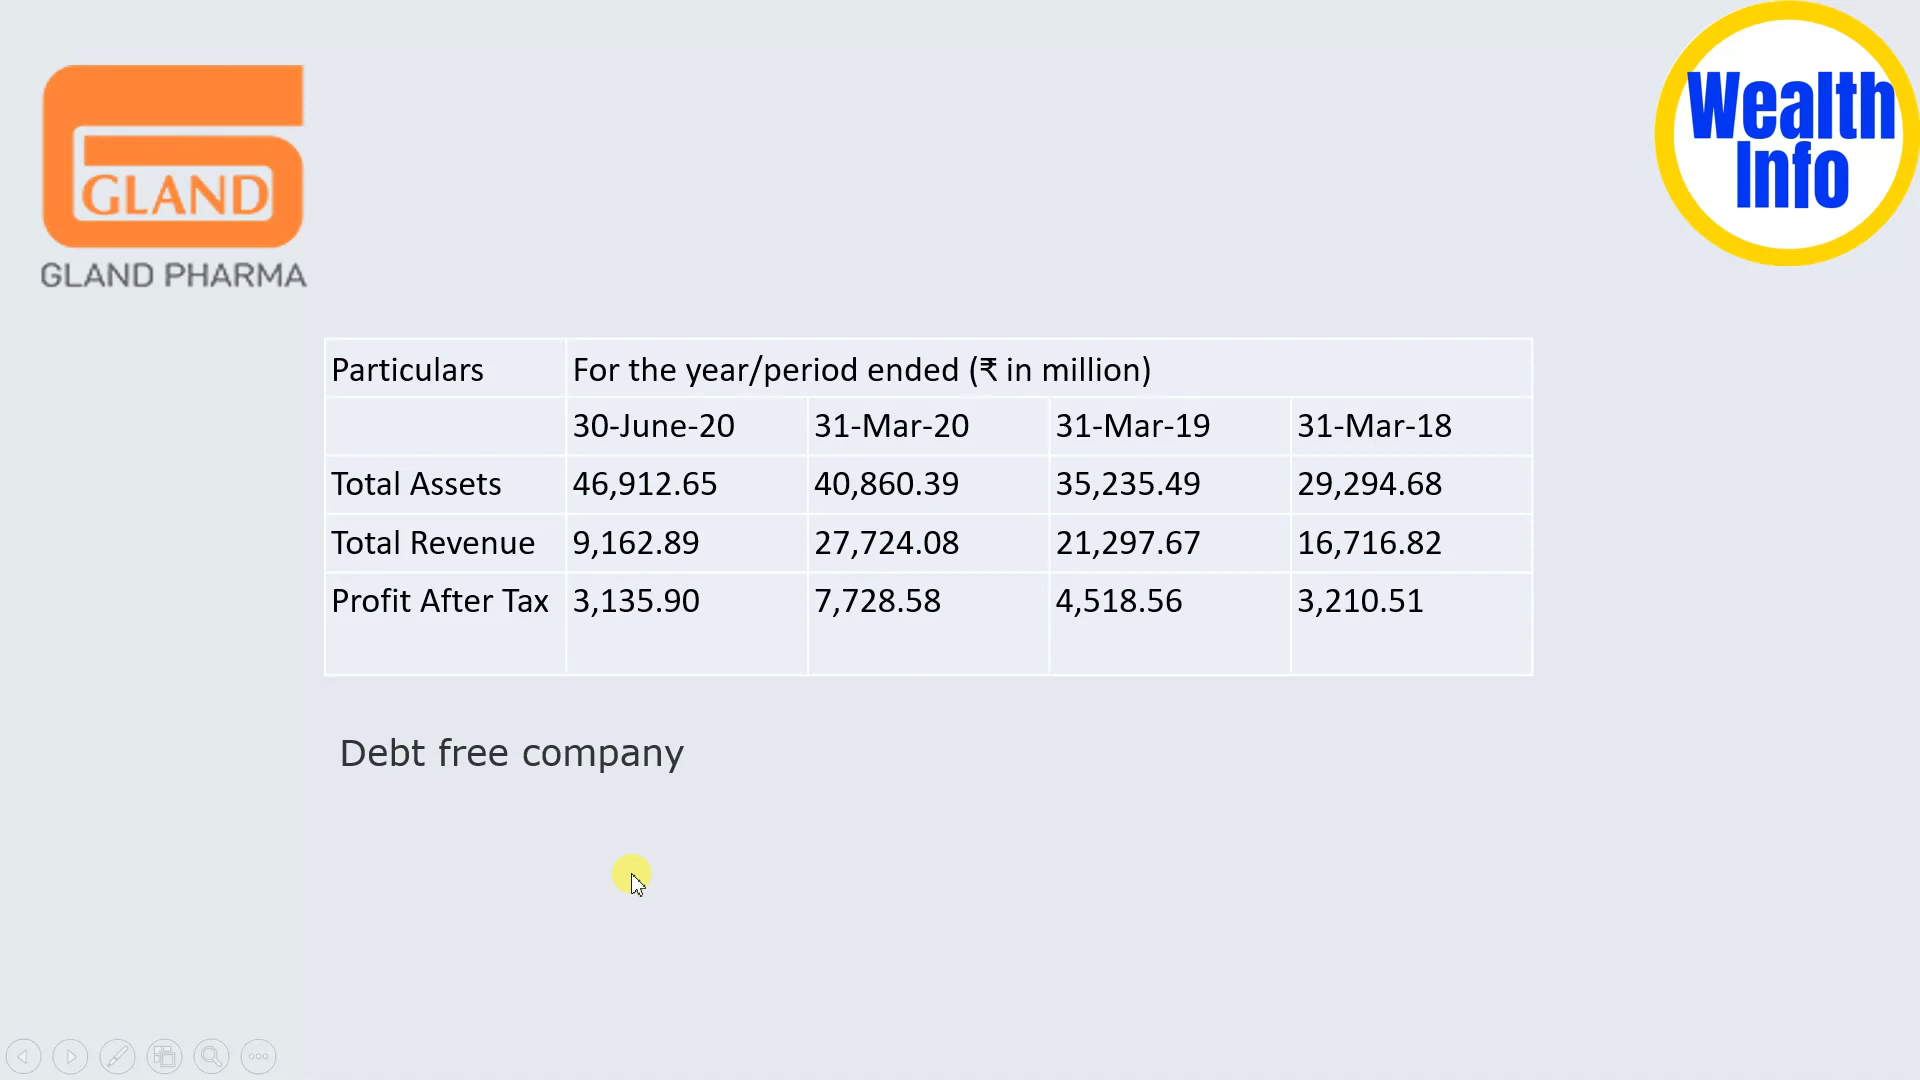 GLAND
GLAND PHARMA
Wealth
Info
Particulars For the year/period ended (₹ in million)
30-June-20 31-Mar-20 31-Mar-19 31-Mar-18
Total Assets 46,912.65 40,860.39 35,235.49 29,294.68
Total Revenue 9,162.89 27,724.08 21,297.67 16,716.82
Profit After Tax 3,135.90 7,728.58 4,518.56 3,210.51
Debt free company